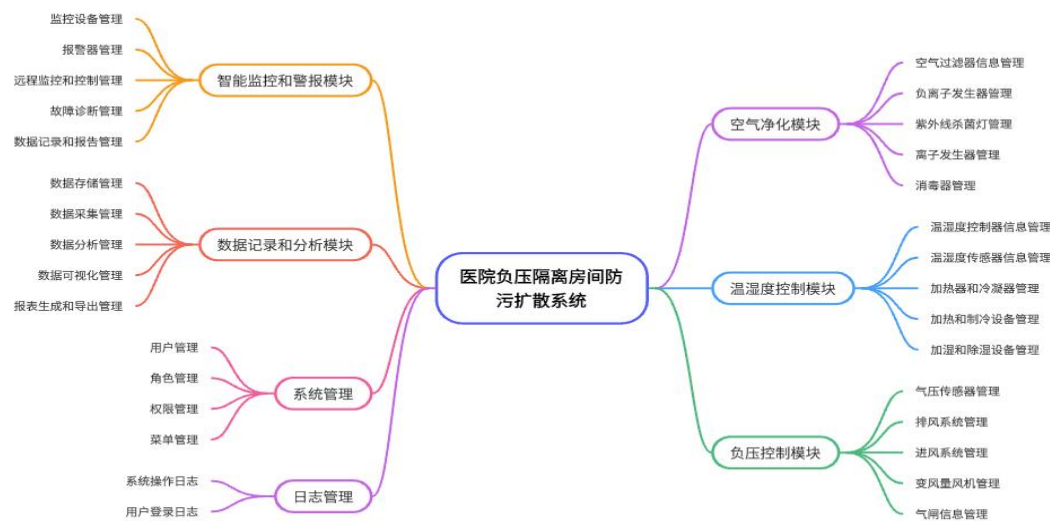 医院负压隔离房间防
污扩散系统
智能监控和警报模块
监控设备管理
报警器管理
远程监控和控制管理
故障诊断管理
数据记录和报告管理
数据记录和分析模块
数据存储管理
数据采集管理
数据分析管理
数据可视化管理
报表生成和导出管理
系统管理
用户管理
角色管理
权限管理
菜单管理
日志管理
系统操作日志
用户登录日志
空气净化模块
空气过滤器信息管理
负离子发生器管理
紫外线杀菌灯管理
离子发生器管理
消毒器管理
温湿度控制模块
温湿度控制器信息管理
温湿度传感器信息管理
加热器和冷凝器管理
加热和制冷设备管理
加湿和除湿设备管理
负压控制模块
气压传感器管理
排风系统管理
进风系统管理
变风量风机管理
气闸信息管理